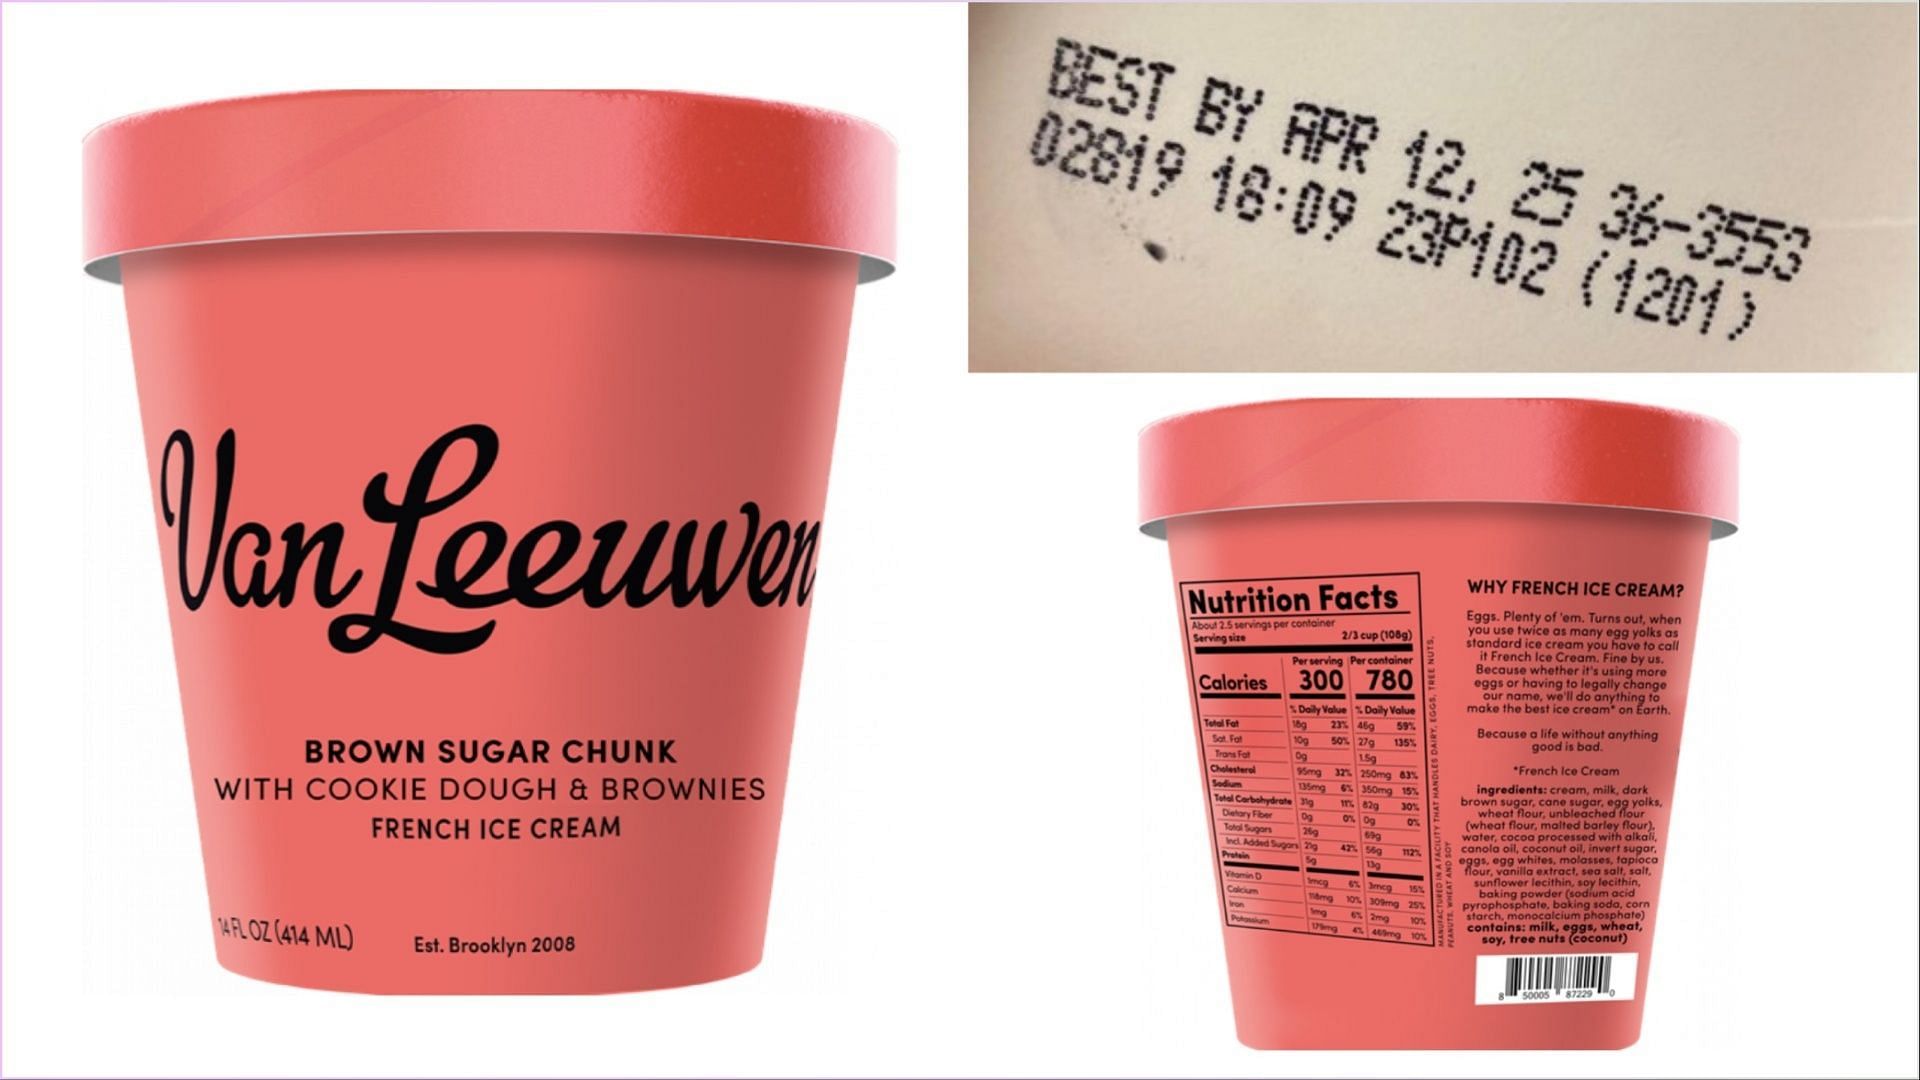 Van Leeuwen
BROWN SUGAR CHUNK
WITH COOKIE DOUGH & BROWNIES
FRENCH ICE CREAM
14 FL OZ (414 ML)
Est. Brooklyn 2008
BEST BY APR 12, 25 36-3553
02819 18:09 23P102 (1201)
Nutrition Facts
About 2.5 servings per container
Serving size 2/3 cup (108g)
Per serving Per container
Calories 300 780
% Daily Value % Daily Value
Total Fat 18g 23% 46g 59%
Sat. Fat 10g 50% 27g 135%
Trans Fat 0g 1.5g
Cholesterol 95mg 32% 250mg 83%
Sodium 135mg 6% 350mg 15%
Total Carbohydrate 31g 11% 82g 30%
Dietary Fiber 0g 0% 0g 0%
Total Sugars 26g 69g
Incl. Added Sugars 21g 42% 56g 112%
Protein 5g 13g
Vitamin D 1mcg 6% 3mcg 15%
Calcium 118mg 10% 309mg 25%
Iron 1mg 6% 2mg 10%
Potassium 179mg 4% 469mg 10%
MANUFACTURED IN A FACILITY THAT HANDLES DAIRY, EGGS, TREE NUTS,
PEANUTS, WHEAT AND SOY
WHY FRENCH ICE CREAM?
Eggs. Plenty of 'em. Turns out, when
you use twice as many egg yolks as
standard ice cream you have to call
it French Ice Cream. Fine by us.
Because whether it's using more
eggs or having to legally change
our name, we'll do anything to
make the best ice cream* on Earth.
Because a life without anything
good is bad.
*French Ice Cream
ingredients: cream, milk, dark
brown sugar, cane sugar, egg yolks,
wheat flour, unbleached flour
(wheat flour, malted barley flour),
water, cocoa processed with alkali,
canola oil, coconut oil, invert sugar,
eggs, egg whites, molasses, tapioca
flour, vanilla extract, sea salt, salt,
sunflower lecithin, soy lecithin,
baking powder (sodium acid
pyrophosphate, baking soda, corn
starch, monocalcium phosphate)
contains: milk, eggs, wheat,
soy, tree nuts (coconut)
8 50005 87229 0